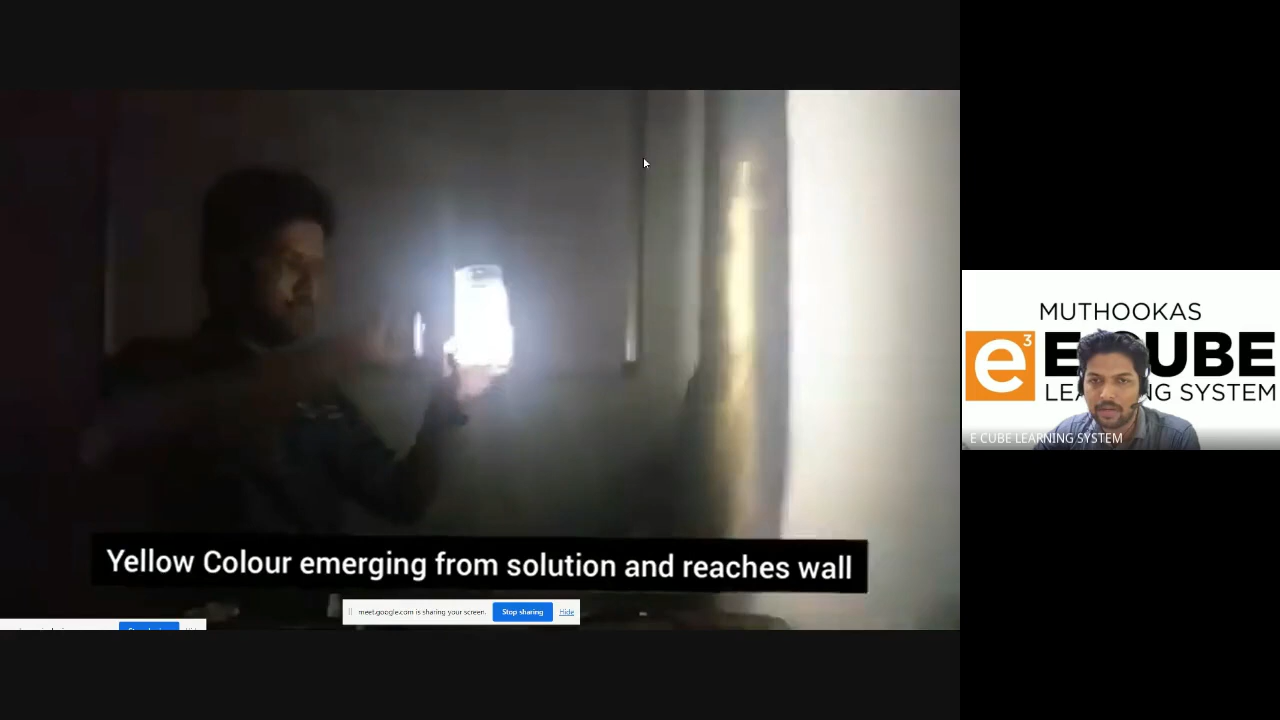 Yellow Colour emerging from solution and reaches wall
meet.google.com is sharing your screen. Stop sharing Hide
MUTHOOKAS
e3 E CUBE
LEARNING SYSTEM
E CUBE LEARNING SYSTEM